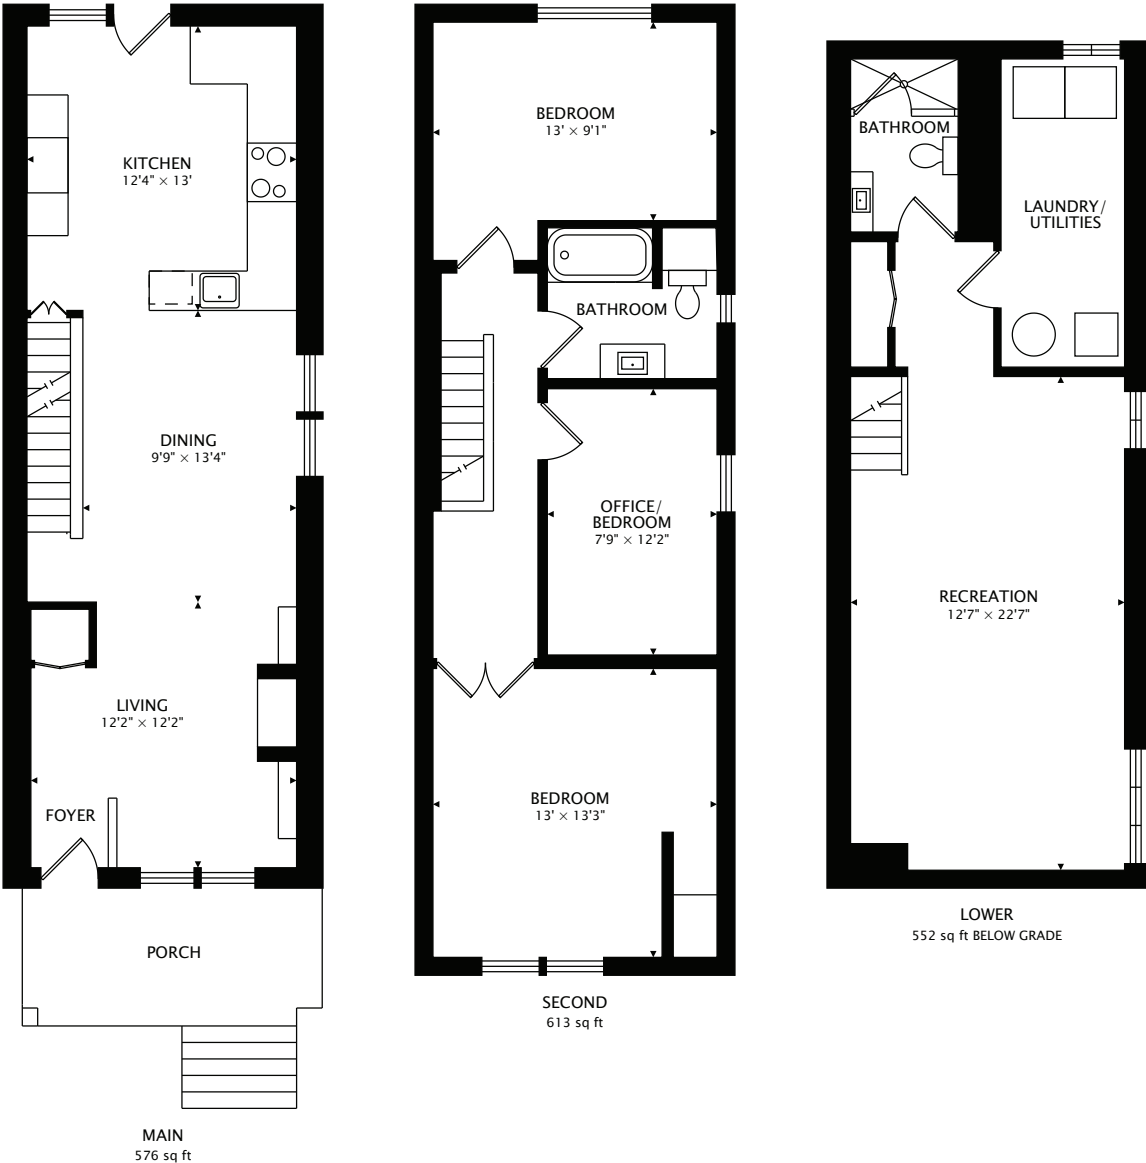 KITCHEN
12'4" × 13'
DINING
9'9" × 13'4"
LIVING
12'2" × 12'2"
FOYER
PORCH
MAIN
576 sq ft
BEDROOM
13' × 9'1"
BATHROOM
OFFICE/
BEDROOM
7'9" × 12'2"
BEDROOM
13' × 13'3"
SECOND
613 sq ft
BATHROOM
LAUNDRY/
UTILITIES
RECREATION
12'7" × 22'7"
LOWER
552 sq ft BELOW GRADE